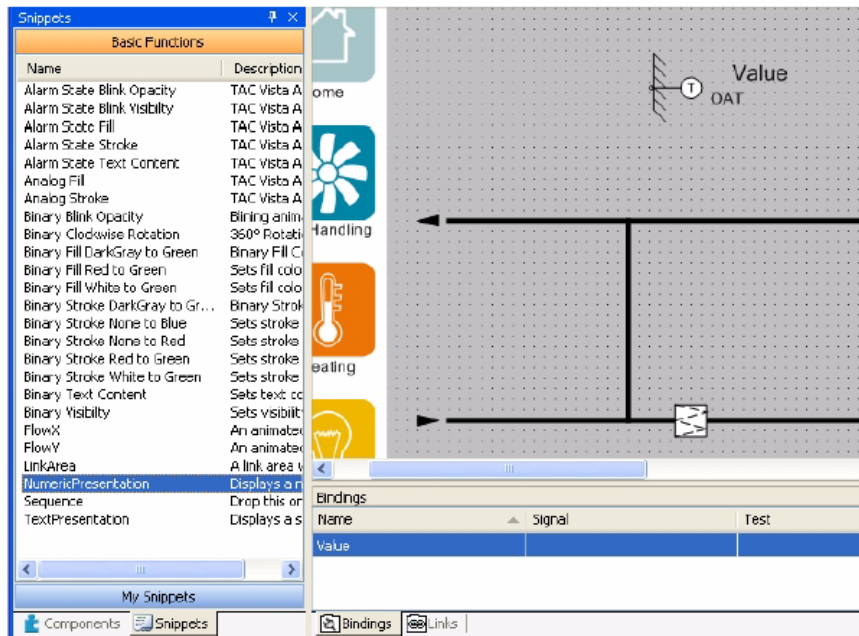 Snippets
Basic Functions
Name Description
Alarm State Blink Opacity TAC Vista A
Alarm State Blink Visibilty TAC Vista A
Alarm State Fill TAC Vista A
Alarm State Stroke TAC Vista A
Alarm State Text Content TAC Vista A
Analog Fill TAC Vista A
Analog Stroke TAC Vista A
Binary Blink Opacity Blining anim
Binary Clockwise Rotation 360º Rotati
Binary Fill DarkGray to Green Binary Fill C
Binary Fill Red to Green Sets fill colo
Binary Fill White to Green Sets fill colo
Binary Stroke DarkGray to Gr... Binary Strok
Binary Stroke None to Blue Sets stroke
Binary Stroke None to Red Sets stroke
Binary Stroke Red to Green Sets stroke
Binary Stroke White to Green Sets stroke
Binary Text Content Sets text co
Binary Visibilty Sets visibilit
FlowX An animated
FlowY An animated
LinkArea A link area w
NumericPresentation Displays a n
Sequence Drop this on
TextPresentation Displays a s
My Snippets
Components Snippets
ome
Handling
eating
Value
T
OAT
Bindings
Name Signal Test
Value
Bindings Links